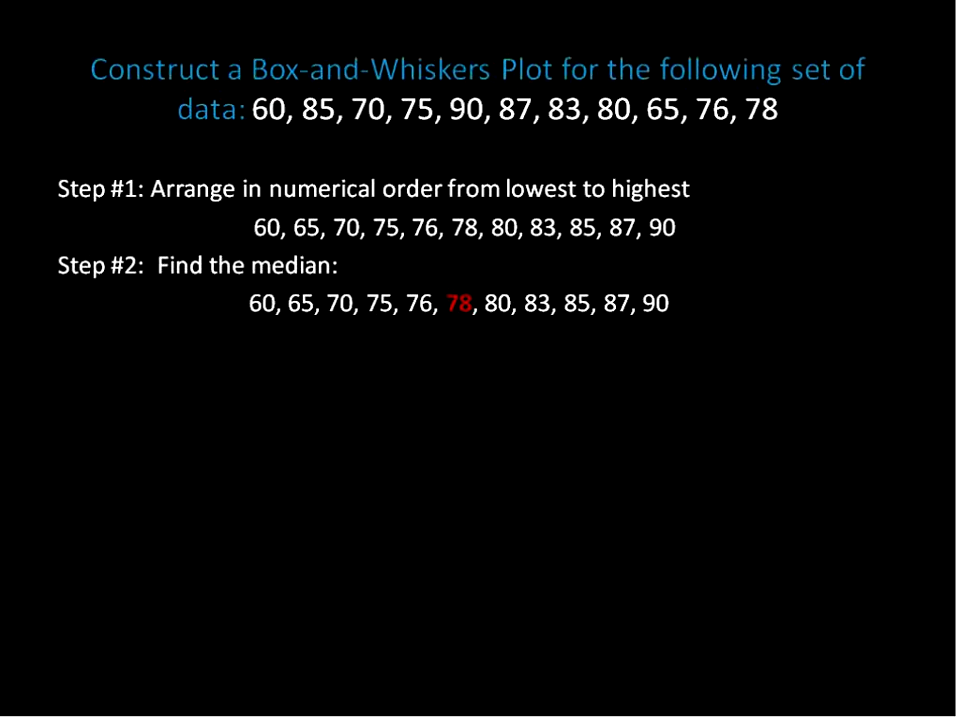 Construct a Box-and-Whiskers Plot for the following set of
data: 60, 85, 70, 75, 90, 87, 83, 80, 65, 76, 78
Step #1: Arrange in numerical order from lowest to highest
60, 65, 70, 75, 76, 78, 80, 83, 85, 87, 90
Step #2:  Find the median:
60, 65, 70, 75, 76, 78, 80, 83, 85, 87, 90